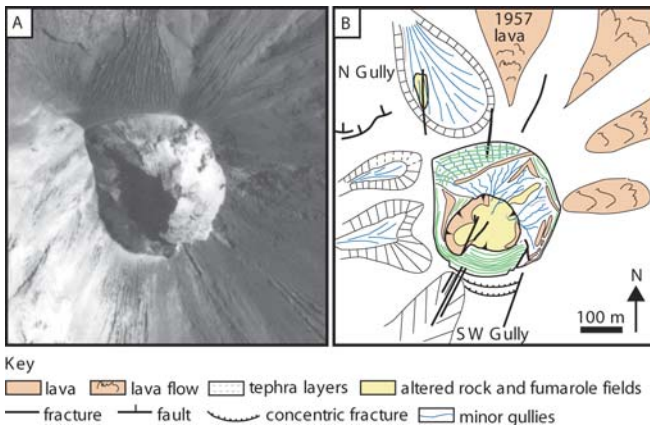 A
B
1957
lava
N Gully
N
100 m
SW Gully
Key
lava lava flow tephra layers altered rock and fumarole fields
fracture fault concentric fracture minor gullies